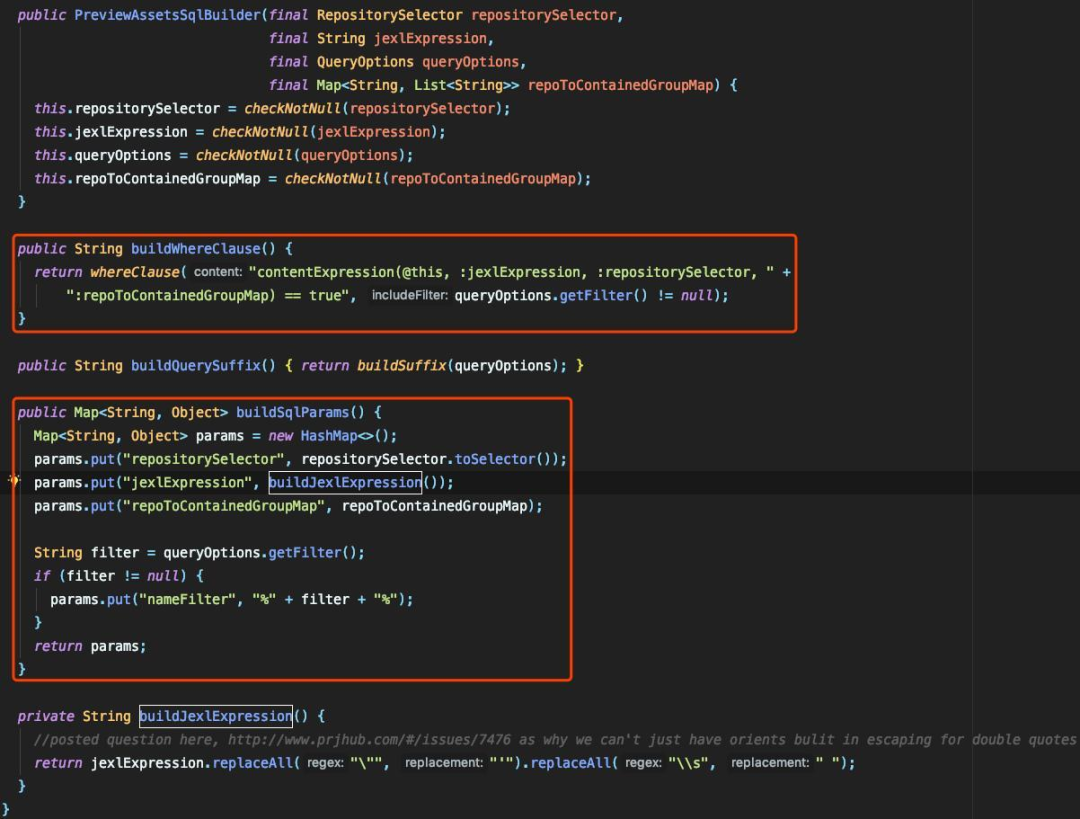 public PreviewAssetsSqlBuilder(final RepositorySelector repositorySelector,
final String jexlExpression,
final QueryOptions queryOptions,
final Map<String, List<String>> repoToContainedGroupMap) {
this.repositorySelector = checkNotNull(repositorySelector);
this.jexlExpression = checkNotNull(jexlExpression);
this.queryOptions = checkNotNull(queryOptions);
this.repoToContainedGroupMap = checkNotNull(repoToContainedGroupMap);
}
public String buildWhereClause() {
return whereClause( content: "contentExpression(@this, :jexlExpression, :repositorySelector, " +
":repoToContainedGroupMap) == true", includeFilter: queryOptions.getFilter() != null);
}
public String buildQuerySuffix() { return buildSuffix(queryOptions); }
public Map<String, Object> buildSqlParams() {
Map<String, Object> params = new HashMap<>();
params.put("repositorySelector", repositorySelector.toSelector());
params.put("jexlExpression", buildJexlExpression());
params.put("repoToContainedGroupMap", repoToContainedGroupMap);
String filter = queryOptions.getFilter();
if (filter != null) {
params.put("nameFilter", "%" + filter + "%");
}
return params;
}
private String buildJexlExpression() {
//posted question here, http://www.prjhub.com/#/issues/7476 as why we can't just have orients bulit in escaping for double quotes
return jexlExpression.replaceAll( regex: "\"", replacement: "'").replaceAll( regex: "\\s", replacement: " ");
}
}